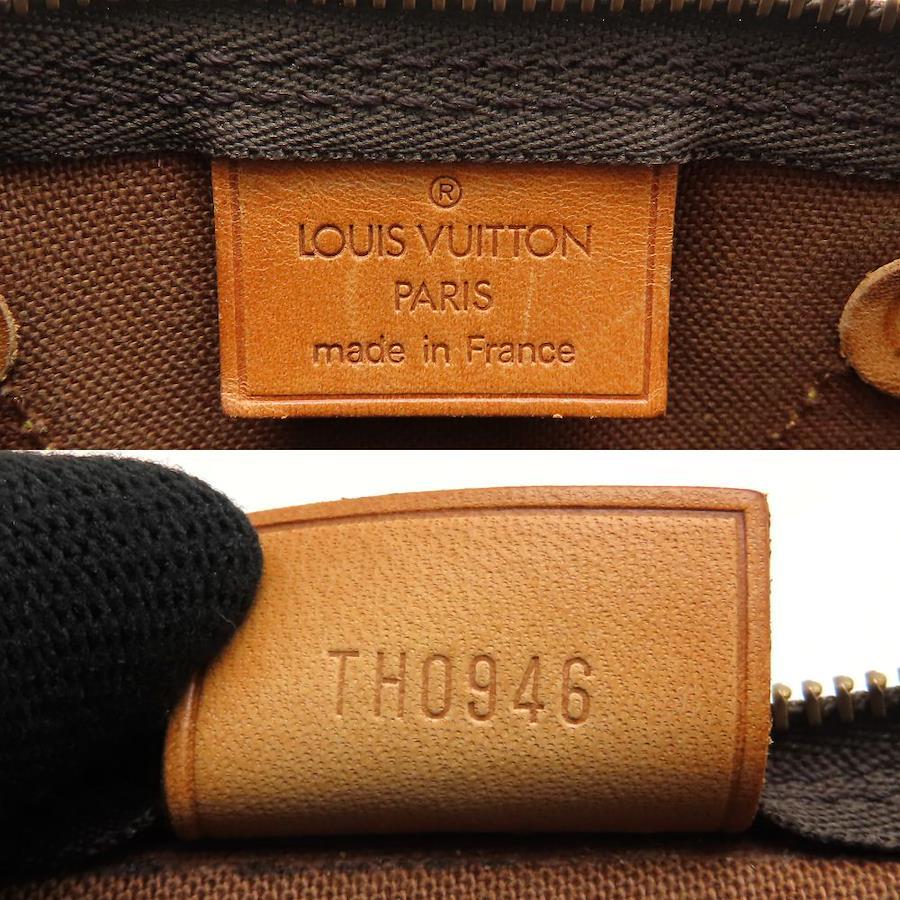 ®
LOUIS VUITTON
PARIS
made in France
TH0946